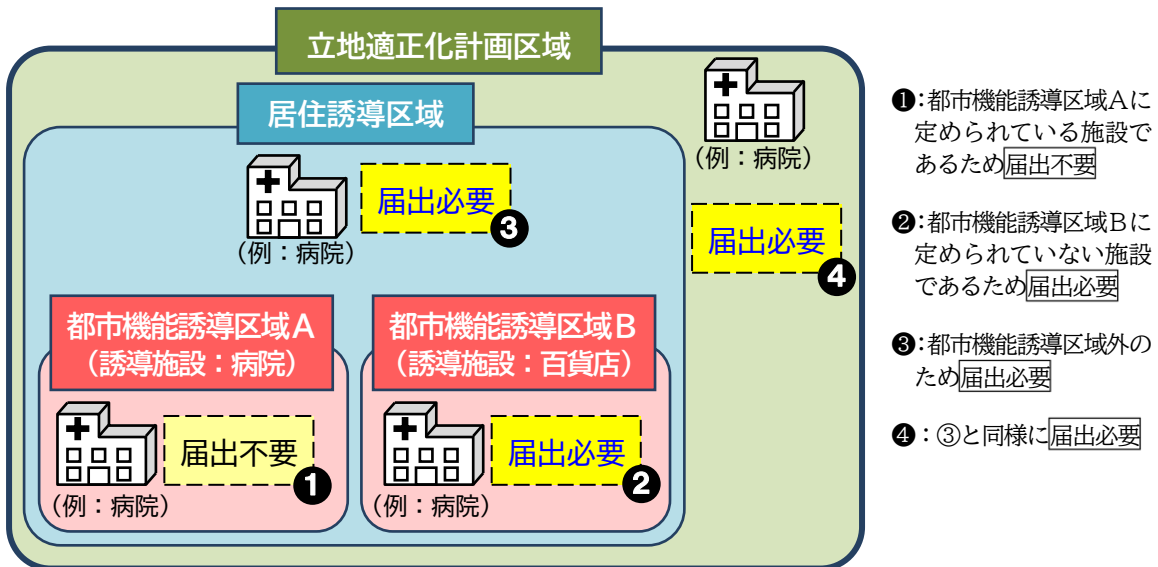 立地適正化計画区域
居住誘導区域
(例：病院)
届出必要
❹
(例：病院)
届出必要
❸
都市機能誘導区域A
(誘導施設：病院)
(例：病院)
届出不要
❶
都市機能誘導区域B
(誘導施設：百貨店)
(例：病院)
届出必要
❷
❶：都市機能誘導区域Aに
定められている施設で
あるため届出不要
❷：都市機能誘導区域Bに
定められていない施設
であるため届出必要
❸：都市機能誘導区域外の
ため届出必要
❹：③と同様に届出必要